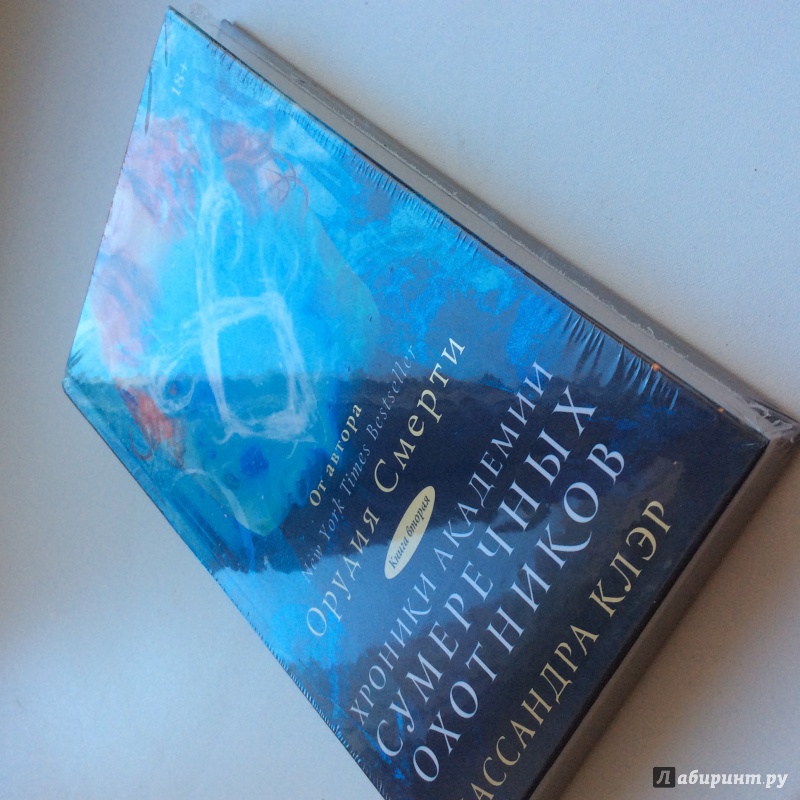 18+
От автора
New York Times Bestseller
Орудия Смерти
Книга вторая
ХРОНИКИ АКАДЕМИИ
СУМЕРЕЧНЫХ
ОХОТНИКОВ
КАССАНДРА КЛЭР
Лабиринт.ру